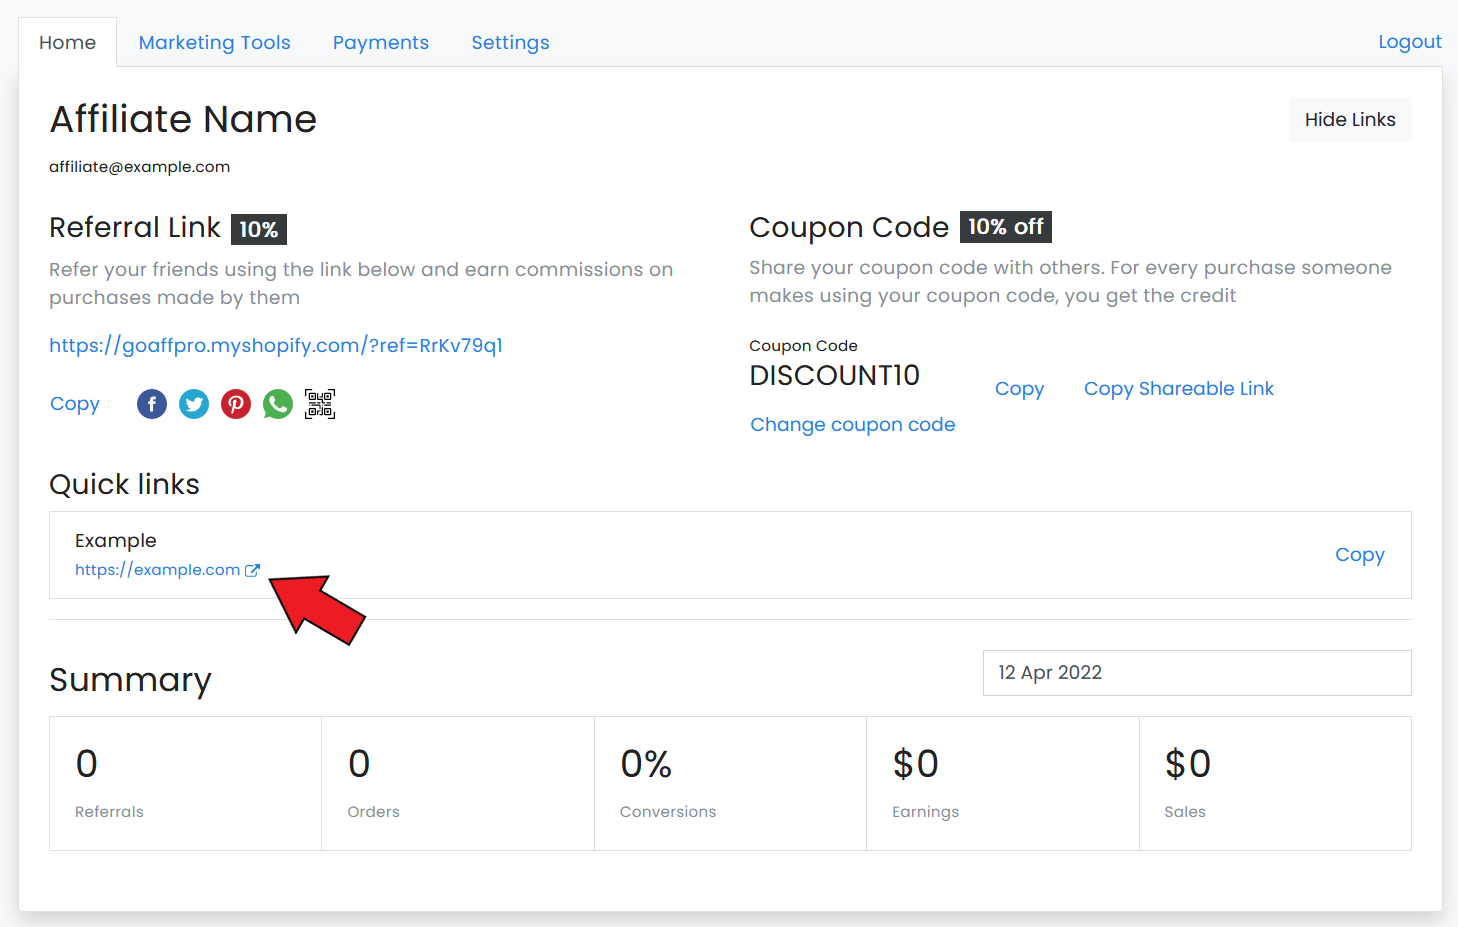 Home
Marketing Tools
Payments
Settings
Logout
Affiliate Name
Hide Links
affiliate@example.com
Referral Link 10%
Refer your friends using the link below and earn commissions on
purchases made by them
https://goaffpro.myshopify.com/?ref=RrKv79q1
Copy
Coupon Code 10% off
Share your coupon code with others. For every purchase someone
makes using your coupon code, you get the credit
Coupon Code
DISCOUNT10
Copy
Copy Shareable Link
Change coupon code
Quick links
Example
https://example.com
Copy
Summary
12 Apr 2022
0
Referrals
0
Orders
0%
Conversions
$0
Earnings
$0
Sales